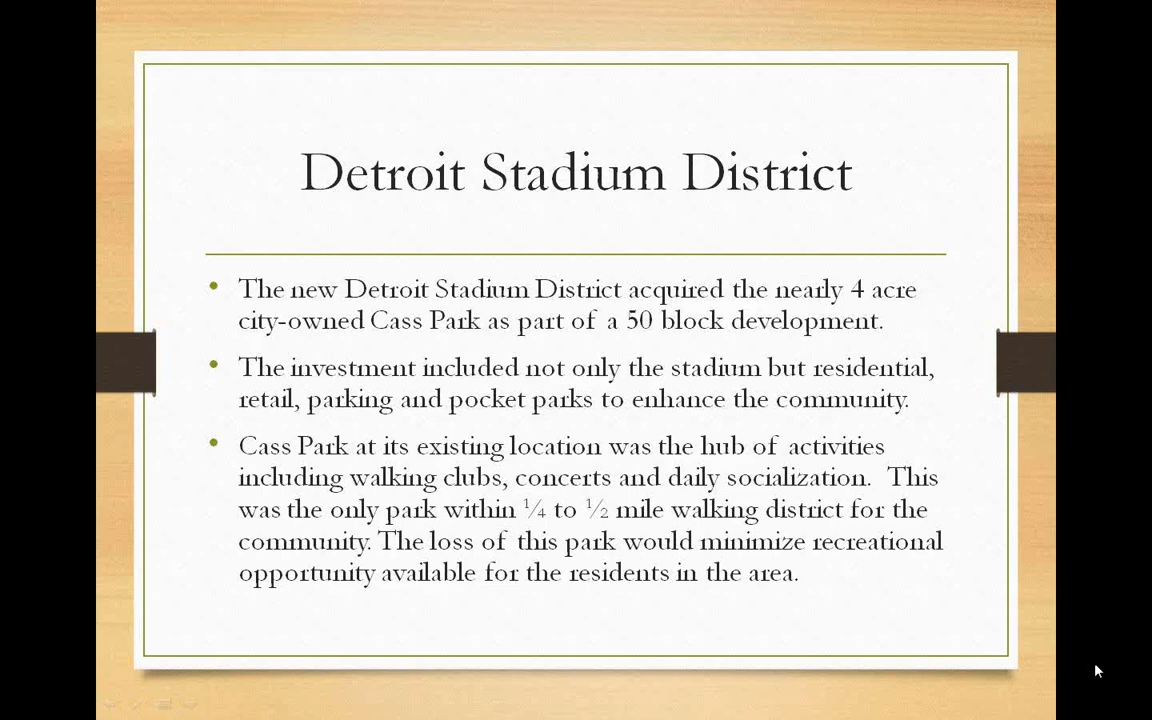 Detroit Stadium District
• The new Detroit Stadium District acquired the nearly 4 acre
city-owned Cass Park as part of a 50 block development.
• The investment included not only the stadium but residential,
retail, parking and pocket parks to enhance the community.
• Cass Park at its existing location was the hub of activities
including walking clubs, concerts and daily socialization.  This
was the only park within ¼ to ½ mile walking district for the
community. The loss of this park would minimize recreational
opportunity available for the residents in the area.